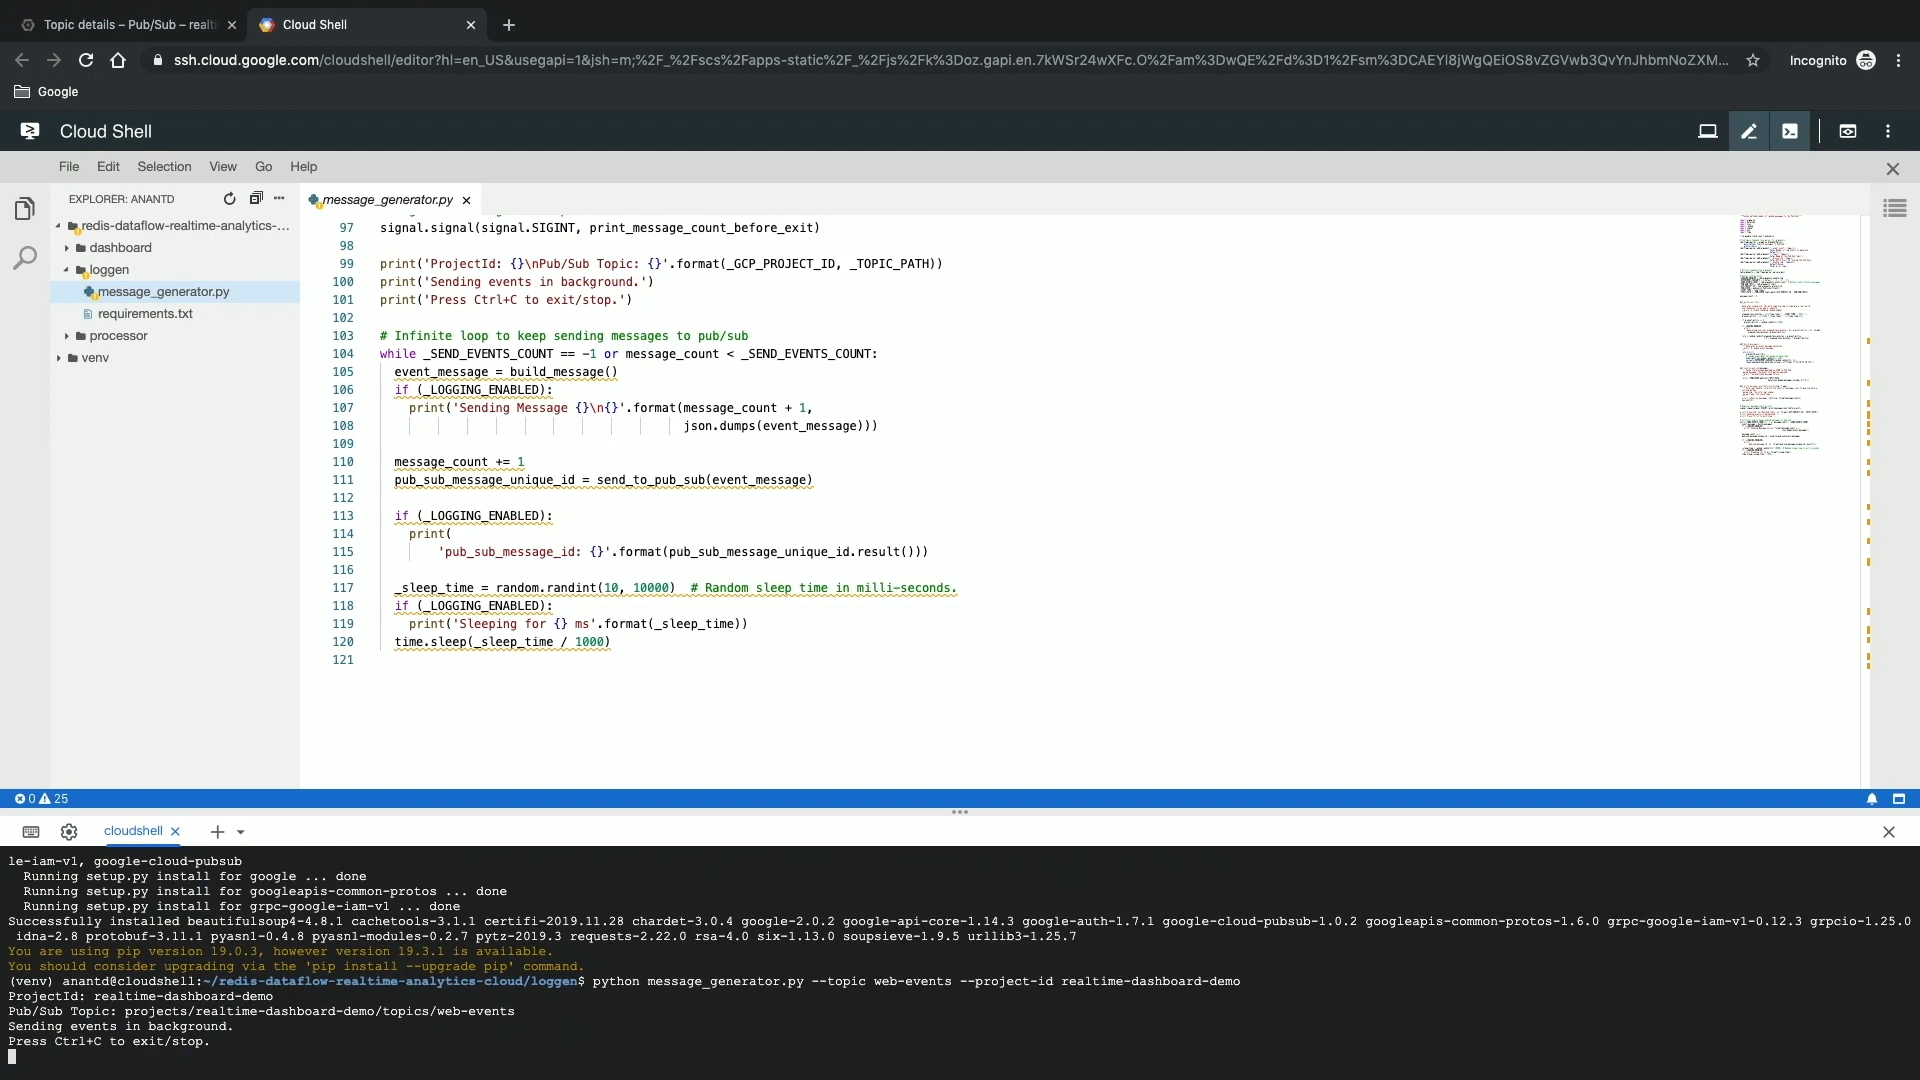 Topic details – Pub/Sub – realti
Cloud Shell
ssh.cloud.google.com/cloudshell/editor?hl=en_US&usegapi=1&jsh=m;%2F_%2Fscs%2Fapps-static%2F_%2Fjs%2Fk%3Doz.gapi.en.7kWSr24wXFc.O%2Fam%3DwQE%2Fd%3D1%2Fsm%3DCAEYl8jWgQEiOS8vZGVwb3QvYnJhbmNoZXM...
Incognito
Google
Cloud Shell
File Edit Selection View Go Help
EXPLORER: ANANTD
redis-dataflow-realtime-analytics-...
dashboard
loggen
message_generator.py
requirements.txt
processor
venv
message_generator.py
97 signal.signal(signal.SIGINT, print_message_count_before_exit)
98
99 print('ProjectId: {}\nPub/Sub Topic: {}'.format(_GCP_PROJECT_ID, _TOPIC_PATH))
100 print('Sending events in background.')
101 print('Press Ctrl+C to exit/stop.')
102
103 # Infinite loop to keep sending messages to pub/sub
104 while _SEND_EVENTS_COUNT == -1 or message_count < _SEND_EVENTS_COUNT:
105 event_message = build_message()
106 if (_LOGGING_ENABLED):
107 print('Sending Message {}\n{}'.format(message_count + 1,
108 json.dumps(event_message)))
109
110 message_count += 1
111 pub_sub_message_unique_id = send_to_pub_sub(event_message)
112
113 if (_LOGGING_ENABLED):
114 print(
115 'pub_sub_message_id: {}'.format(pub_sub_message_unique_id.result()))
116
117 _sleep_time = random.randint(10, 10000) # Random sleep time in milli-seconds.
118 if (_LOGGING_ENABLED):
119 print('Sleeping for {} ms'.format(_sleep_time))
120 time.sleep(_sleep_time / 1000)
121
0 25
cloudshell
le-iam-v1, google-cloud-pubsub
Running setup.py install for google ... done
Running setup.py install for googleapis-common-protos ... done
Running setup.py install for grpc-google-iam-v1 ... done
Successfully installed beautifulsoup4-4.8.1 cachetools-3.1.1 certifi-2019.11.28 chardet-3.0.4 google-2.0.2 google-api-core-1.14.3 google-auth-1.7.1 google-cloud-pubsub-1.0.2 googleapis-common-protos-1.6.0 grpc-google-iam-v1-0.12.3 grpcio-1.25.0
idna-2.8 protobuf-3.11.1 pyasn1-0.4.8 pyasn1-modules-0.2.7 pytz-2019.3 requests-2.22.0 rsa-4.0 six-1.13.0 soupsieve-1.9.5 urllib3-1.25.7
You are using pip version 19.0.3, however version 19.3.1 is available.
You should consider upgrading via the 'pip install --upgrade pip' command.
(venv) anantd@cloudshell:~/redis-dataflow-realtime-analytics-cloud/loggen$ python message_generator.py --topic web-events --project-id realtime-dashboard-demo
ProjectId: realtime-dashboard-demo
Pub/Sub Topic: projects/realtime-dashboard-demo/topics/web-events
Sending events in background.
Press Ctrl+C to exit/stop.